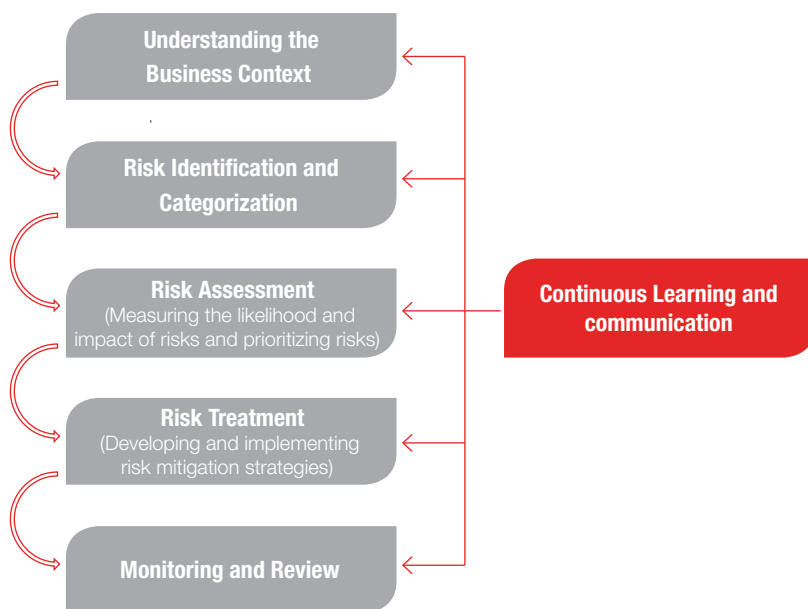 Understanding the
Business Context
Risk Identification and
Categorization
Risk Assessment
(Measuring the likelihood and
impact of risks and prioritizing risks)
Continuous Learning and
communication
Risk Treatment
(Developing and implementing
risk mitigation strategies)
Monitoring and Review